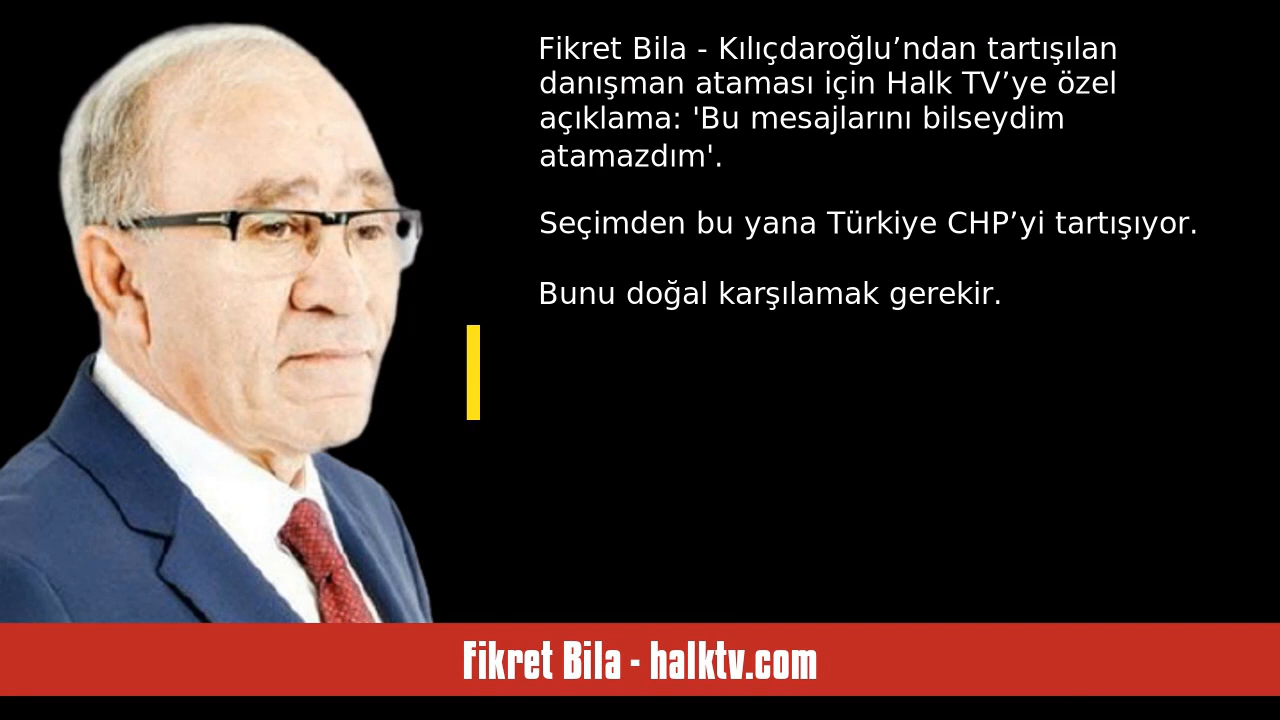 Fikret Bila - Kılıçdaroğlu’ndan tartışılan
danışman ataması için Halk TV’ye özel
açıklama: 'Bu mesajlarını bilseydim
atamazdım'.
Seçimden bu yana Türkiye CHP’yi tartışıyor.
Bunu doğal karşılamak gerekir.
Fikret Bila - halktv.com